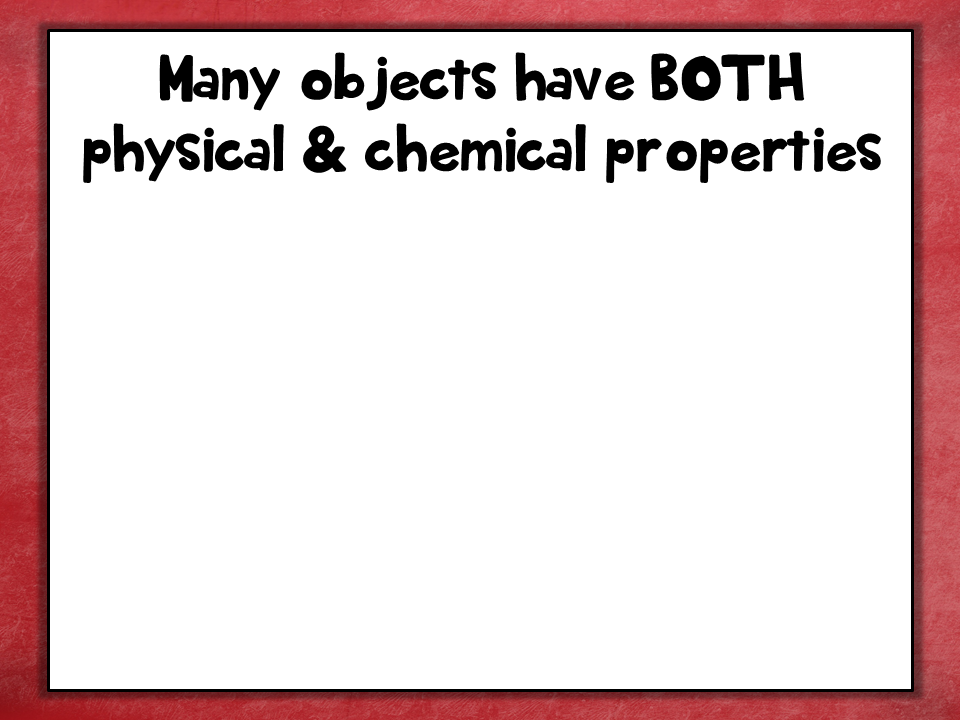 Many objects have BOTH
physical & chemical properties